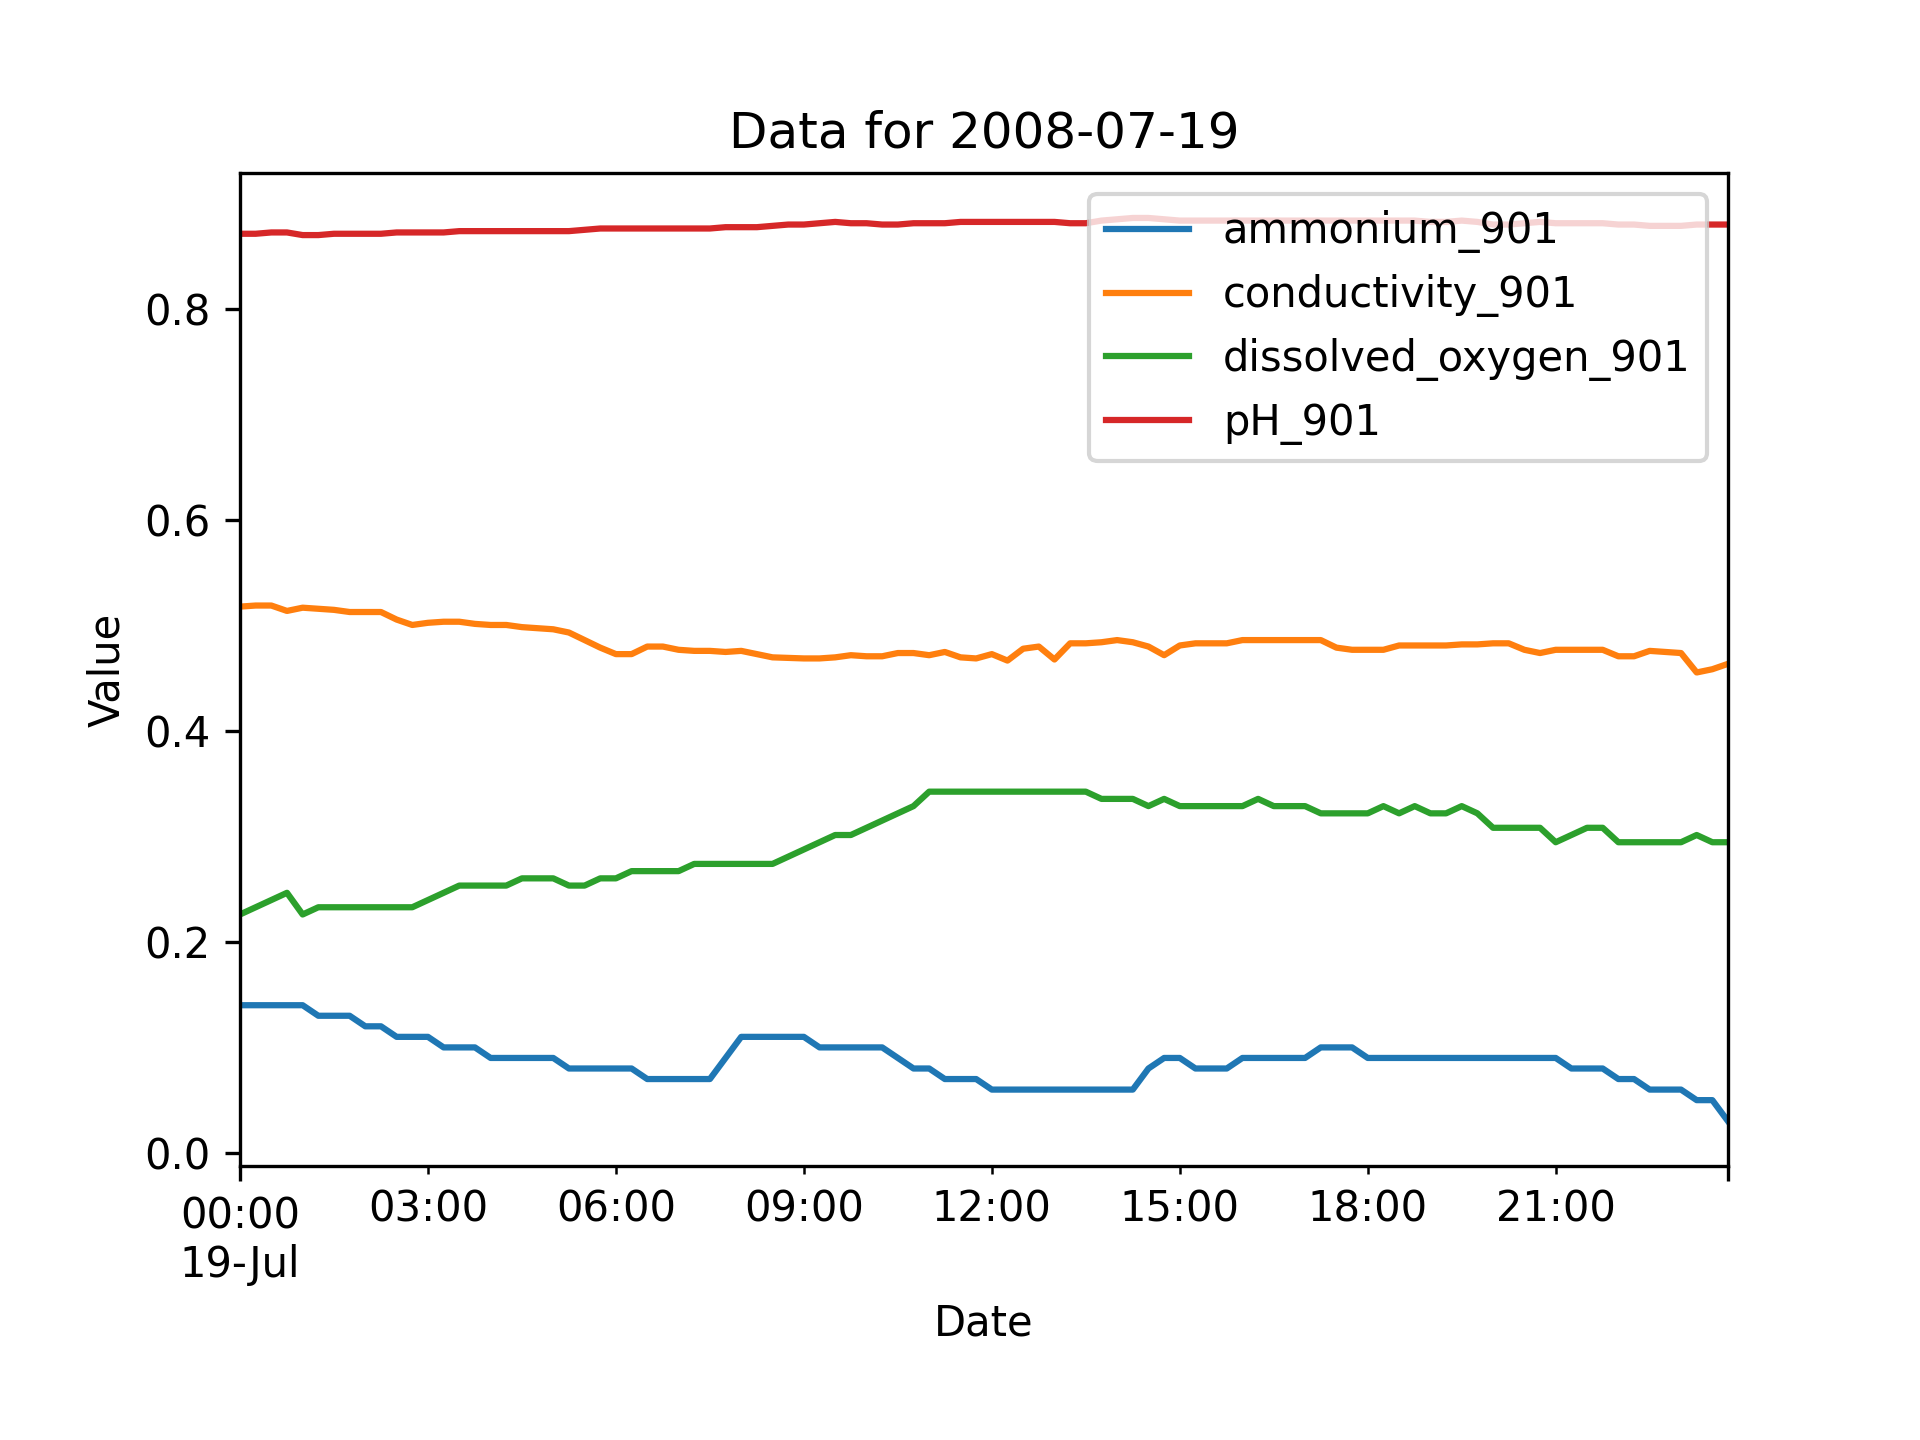 Data for 2008-07-19
ammonium_901
conductivity_901
dissolved_oxygen_901
pH_901
Value
0.8
0.6
0.4
0.2
0.0
00:00 03:00 06:00 09:00 12:00 15:00 18:00 21:00
19-Jul
Date